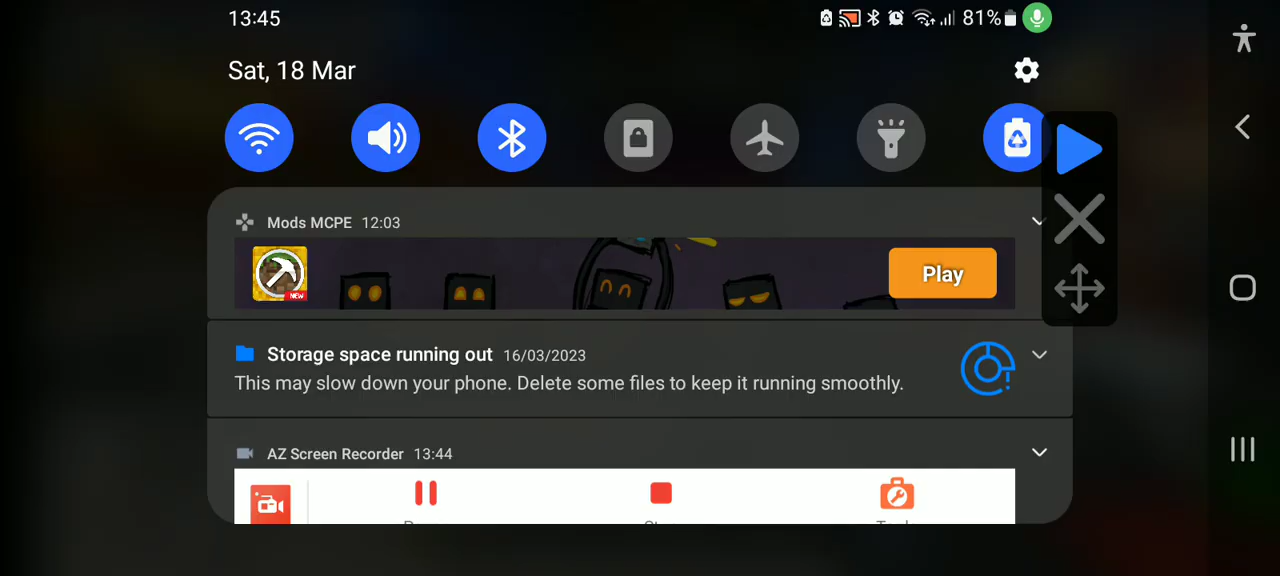 13:45
81%
Sat, 18 Mar
Mods MCPE 12:03
NEW
Play
Storage space running out 16/03/2023
This may slow down your phone. Delete some files to keep it running smoothly.
AZ Screen Recorder 13:44